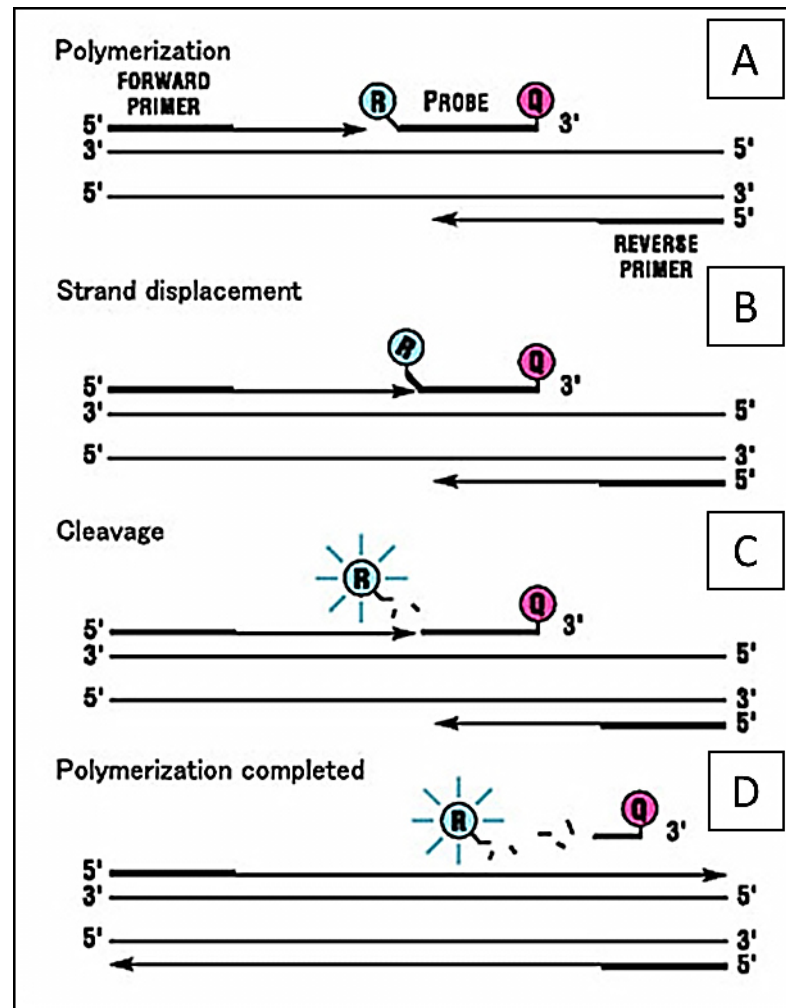 Polymerization
A
FORWARD
PRIMER
R PROBE Q
5' 3'
3' 5'
5' 3'
5'
REVERSE
PRIMER
Strand displacement
B
R Q
5' 3'
3' 5'
5' 3'
5'
Cleavage
C
R Q
5' 3'
3' 5'
5' 3'
5'
Polymerization completed
D
R Q
3'
5'
3' 5'
5' 3'
5'